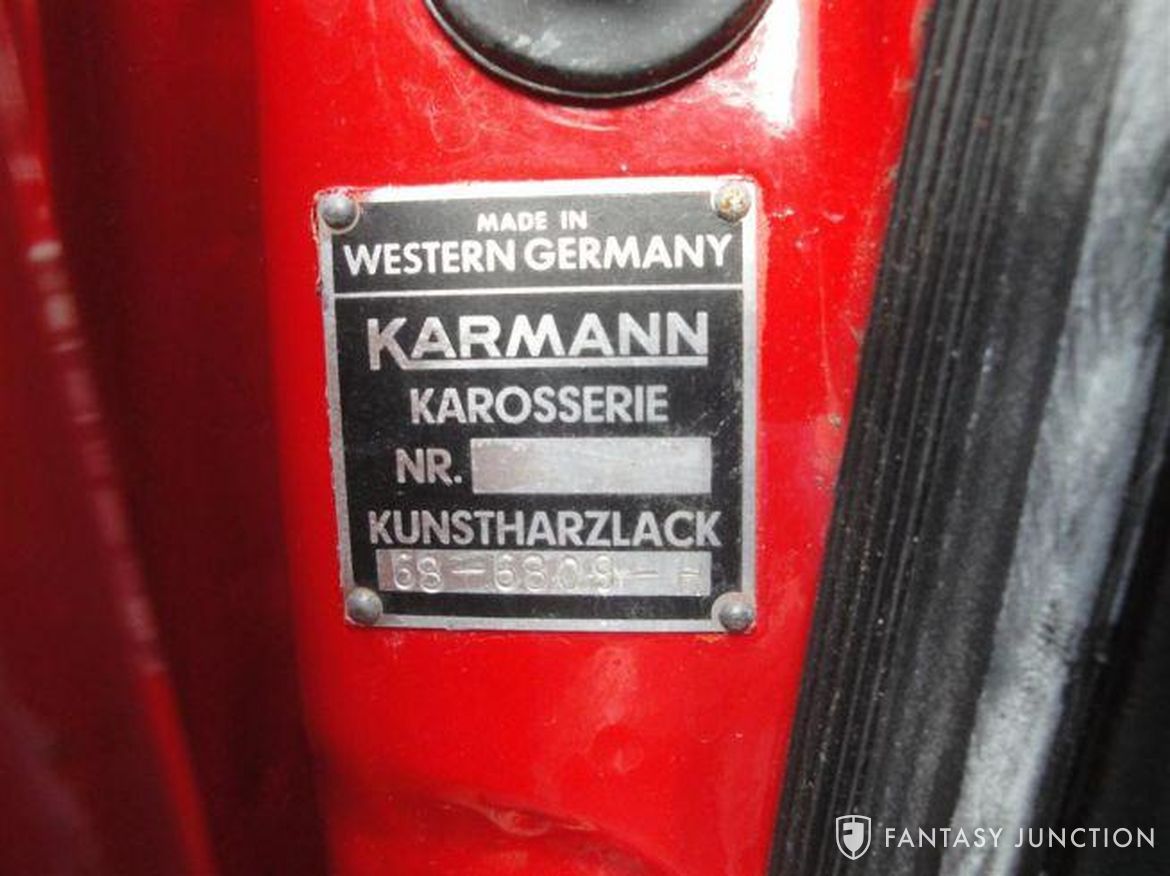 MADE IN
WESTERN GERMANY
KARMANN
KAROSSERIE
NR.
KUNSTHARZLACK
68-6808-H
FANTASY JUNCTION